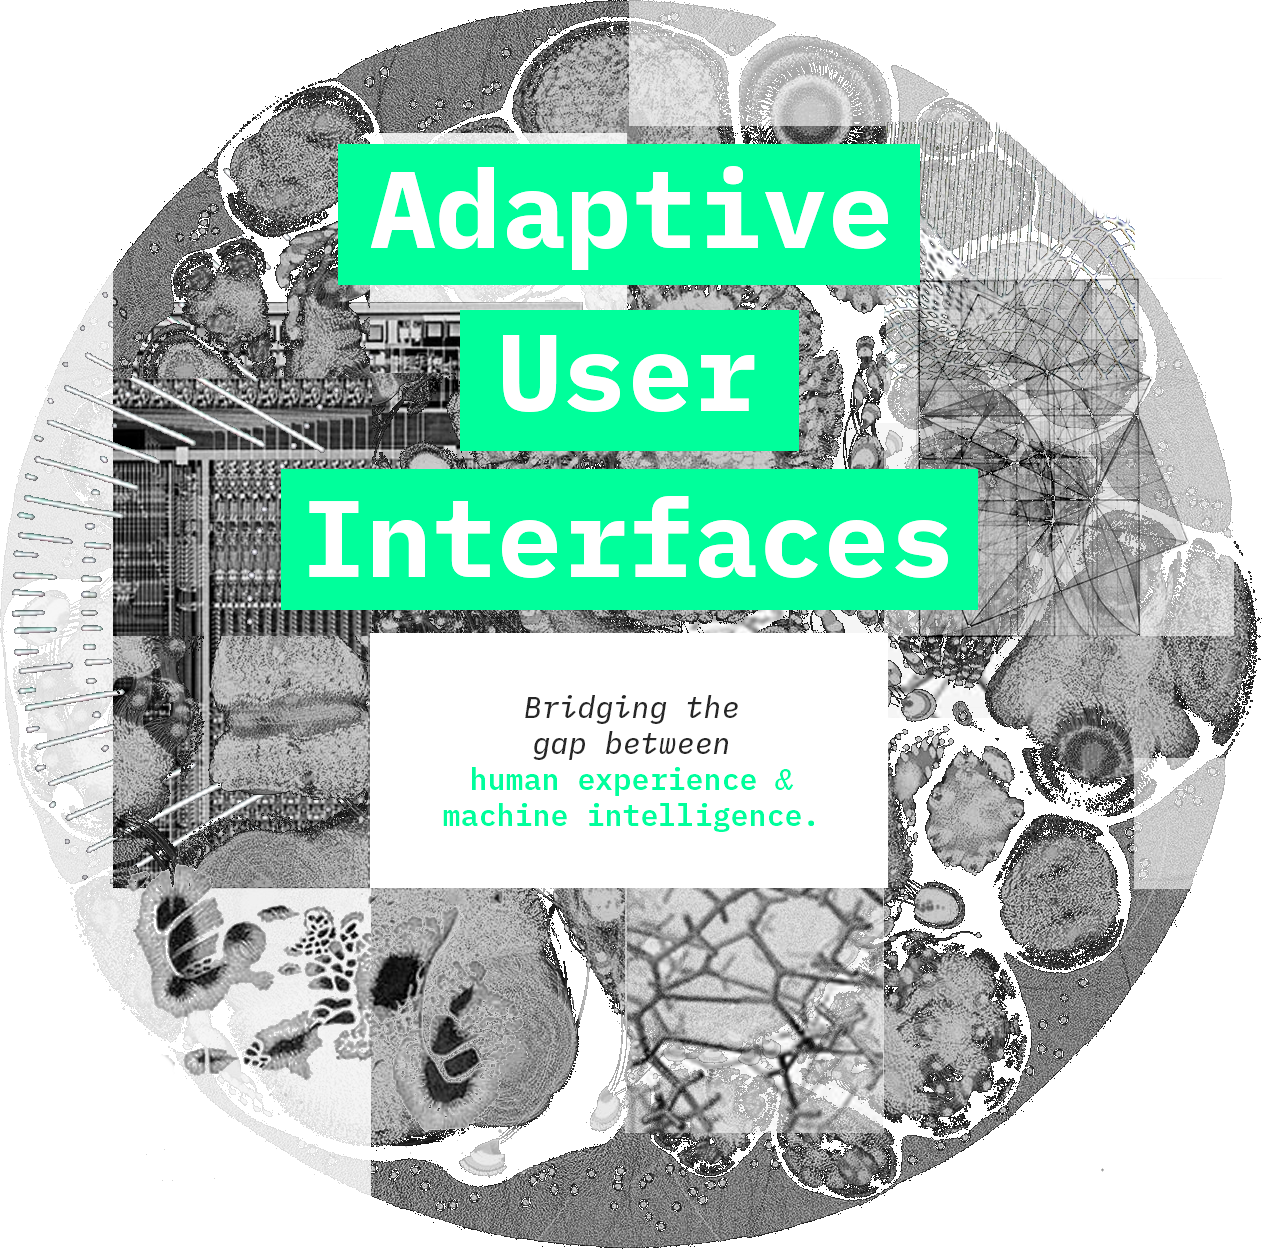 Adaptive
User
Interfaces
Bridging the
gap between
human experience &
machine intelligence.